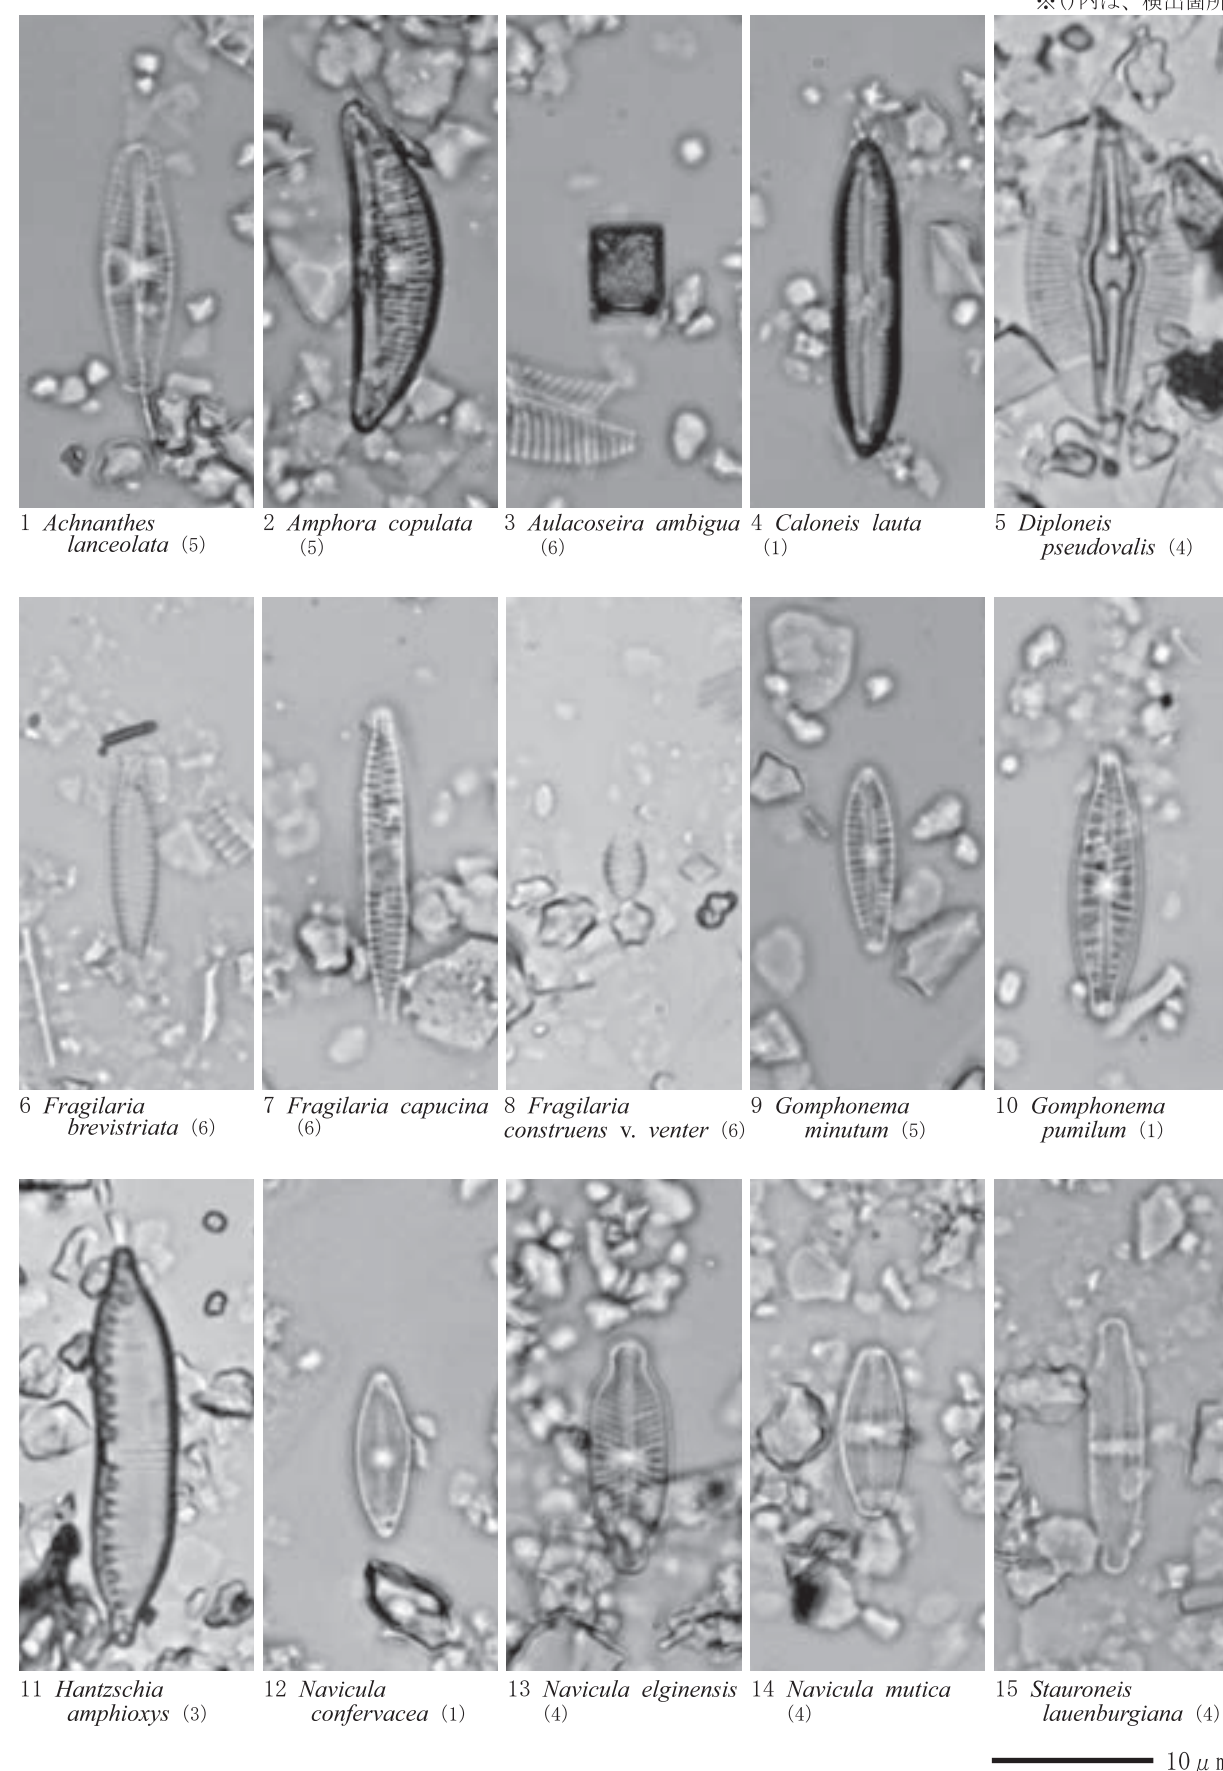 ※()内は、検出箇所
1 Achnanthes
lanceolata (5)
2 Amphora copulata
(5)
3 Aulacoseira ambigua
(6)
4 Caloneis lauta
(1)
5 Diploneis
pseudovalis (4)
6 Fragilaria
brevistriata (6)
7 Fragilaria capucina
(6)
8 Fragilaria
construens v. venter (6)
9 Gomphonema
minutum (5)
10 Gomphonema
pumilum (1)
11 Hantzschia
amphioxys (3)
12 Navicula
confervacea (1)
13 Navicula elginensis
(4)
14 Navicula mutica
(4)
15 Stauroneis
lauenburgiana (4)
10μm